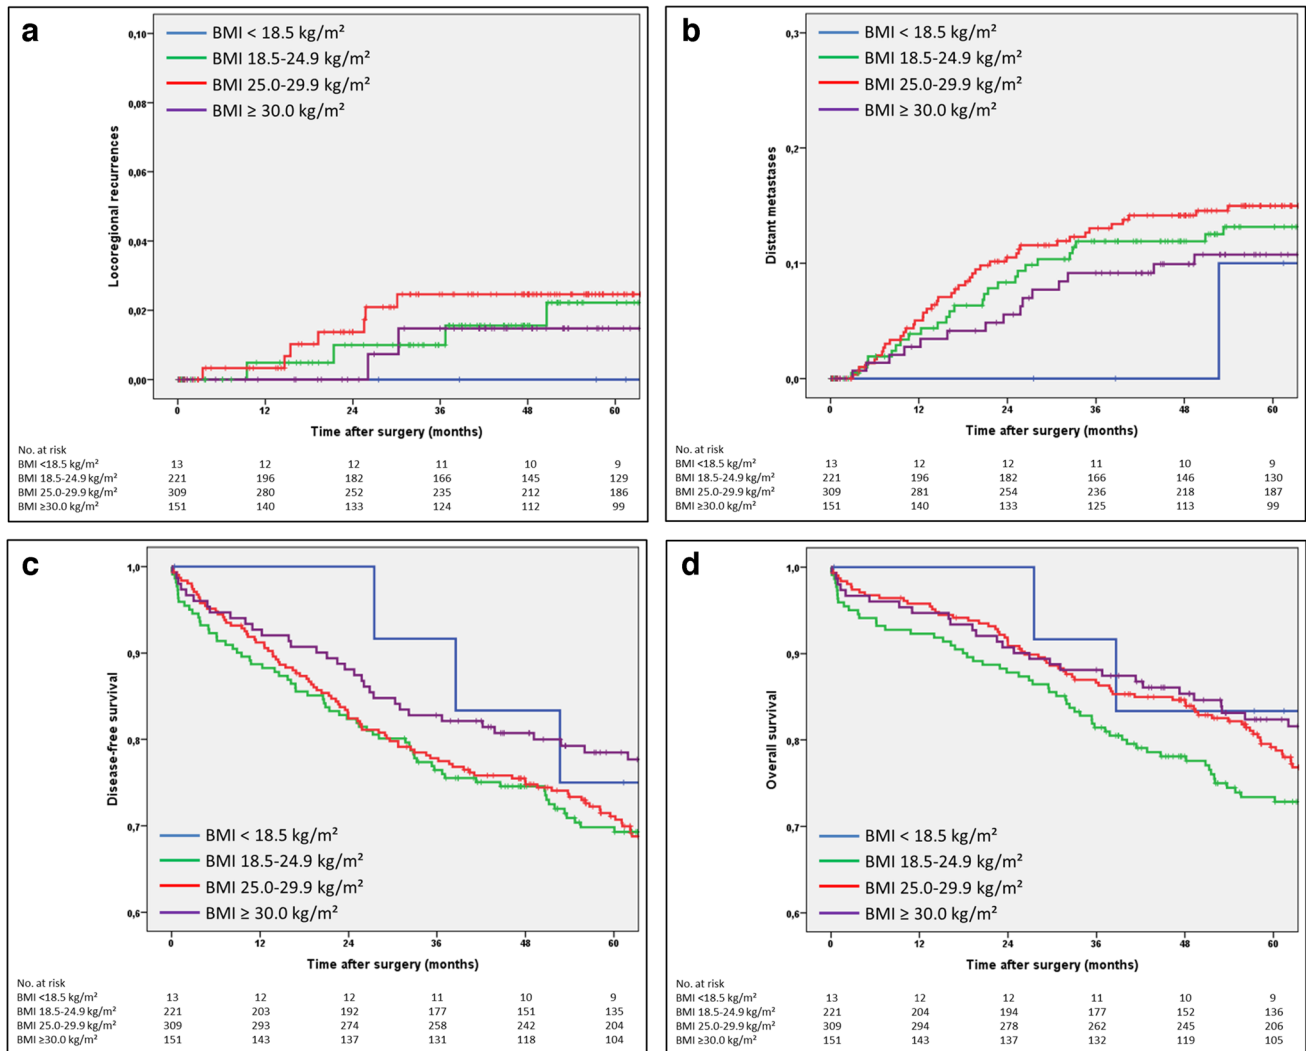 a
BMI < 18.5 kg/m²
BMI 18.5-24.9 kg/m²
BMI 25.0-29.9 kg/m²
BMI ≥ 30.0 kg/m²
0,10
0,08
0,06
0,04
0,02
0,00
Locoregional recurrences
0 12 24 36 48 60
Time after surgery (months)
No. at risk
BMI <18.5 kg/m² 13 12 12 11 10 9
BMI 18.5-24.9 kg/m² 221 196 182 166 145 129
BMI 25.0-29.9 kg/m² 309 280 252 235 212 186
BMI ≥30.0 kg/m² 151 140 133 124 112 99
b
BMI < 18.5 kg/m²
BMI 18.5-24.9 kg/m²
BMI 25.0-29.9 kg/m²
BMI ≥ 30.0 kg/m²
0,3
0,2
0,1
0,0
Distant metastases
0 12 24 36 48 60
Time after surgery (months)
No. at risk
BMI <18.5 kg/m² 13 12 12 11 10 9
BMI 18.5-24.9 kg/m² 221 196 182 166 146 130
BMI 25.0-29.9 kg/m² 309 281 254 236 218 187
BMI ≥30.0 kg/m² 151 140 133 125 113 99
c
1,0
0,9
0,8
0,7
0,6
Disease-free survival
BMI < 18.5 kg/m²
BMI 18.5-24.9 kg/m²
BMI 25.0-29.9 kg/m²
BMI ≥ 30.0 kg/m²
0 12 24 36 48 60
Time after surgery (months)
No. at risk
BMI <18.5 kg/m² 13 12 12 11 10 9
BMI 18.5-24.9 kg/m² 221 203 192 177 151 135
BMI 25.0-29.9 kg/m² 309 293 274 258 242 204
BMI ≥30.0 kg/m² 151 143 137 131 118 104
d
1,0
0,9
0,8
0,7
0,6
Overall survival
BMI < 18.5 kg/m²
BMI 18.5-24.9 kg/m²
BMI 25.0-29.9 kg/m²
BMI ≥ 30.0 kg/m²
0 12 24 36 48 60
Time after surgery (months)
No. at risk
BMI <18.5 kg/m² 13 12 12 11 10 9
BMI 18.5-24.9 kg/m² 221 204 194 177 152 136
BMI 25.0-29.9 kg/m² 309 294 278 262 245 206
BMI ≥30.0 kg/m² 151 143 137 132 119 105